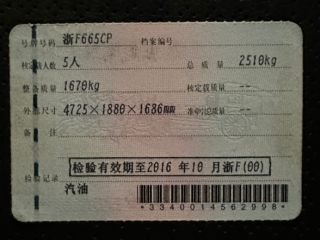 号牌号码 浙F665CP 档案编号
核定载人数 5人 总质量 2510kg
整备质量 1670kg 核定载质量 --
外廓尺寸 4725×1880×1686mm 准牵引总质量 --
备注
检验有效期至2016年10月浙F(00)
检验记录
汽油
*3340014562998*